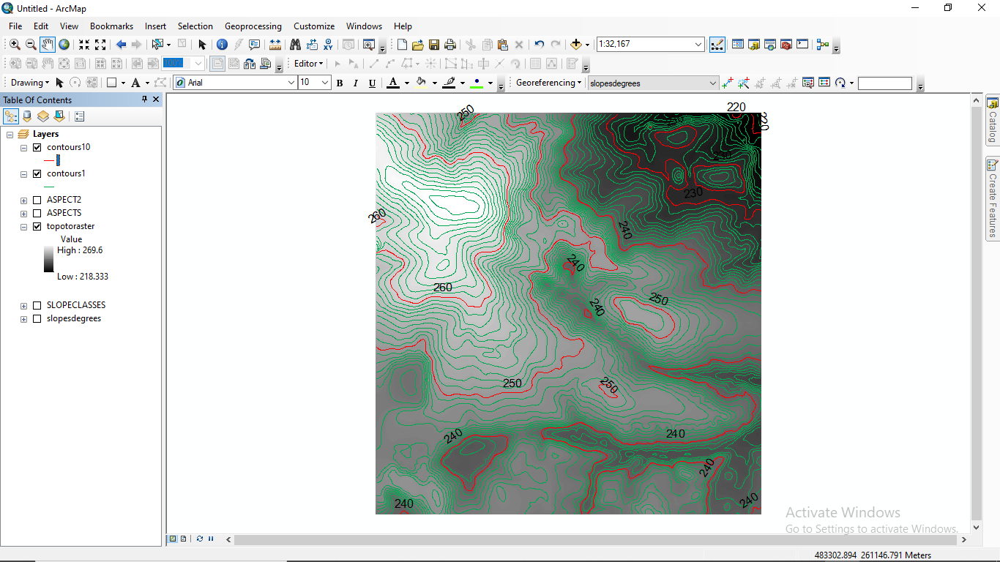 Untitled - ArcMap
File Edit View Bookmarks Insert Selection Geoprocessing Customize Windows Help
1:32,167
100% Editor
Drawing A Arial 10 B I U A Georeferencing slopesdegrees
Table Of Contents
Layers
contours10
contours1
ASPECT2
ASPECTS
topotoraster
Value
High : 269.6
Low : 218.333
SLOPECLASSES
slopesdegrees
250
220
220
230
260
240
240
260
250
240
250
250
240
240
240
240
240
Catalog
Create Features
Activate Windows
Go to Settings to activate Windows.
483302.894 261146.791 Meters